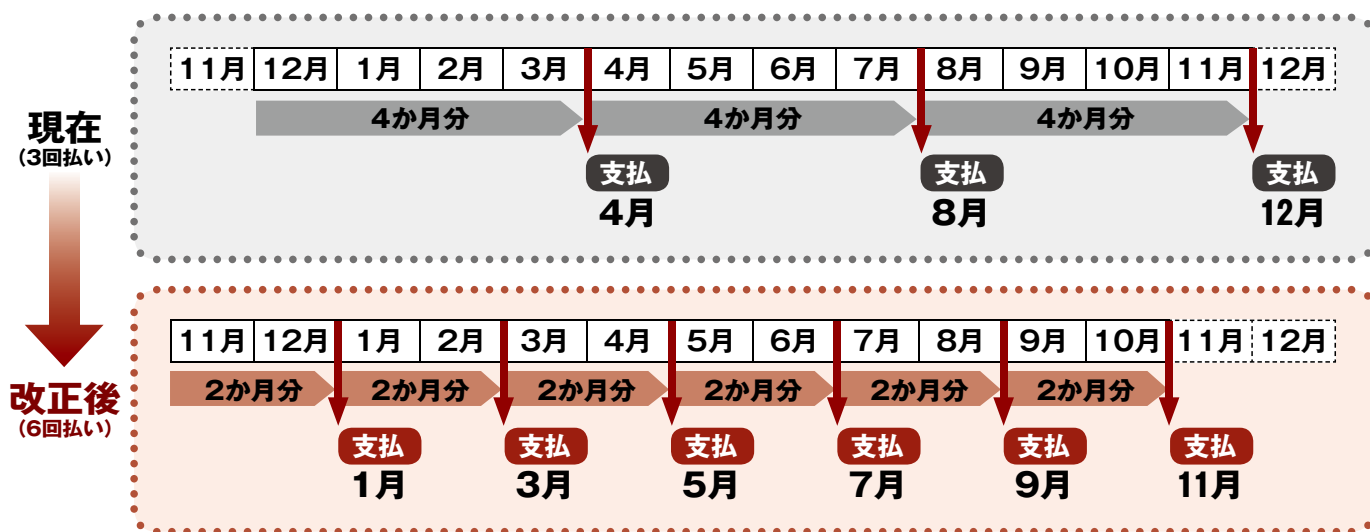 11月 12月 1月 2月 3月 4月 5月 6月 7月 8月 9月 10月 11月 12月
4か月分 4か月分 4か月分
現在
(3回払い)
支払 支払 支払
4月 8月 12月
11月 12月 1月 2月 3月 4月 5月 6月 7月 8月 9月 10月 11月 12月
2か月分 2か月分 2か月分 2か月分 2か月分 2か月分
改正後
(6回払い)
支払 支払 支払 支払 支払 支払
1月 3月 5月 7月 9月 11月